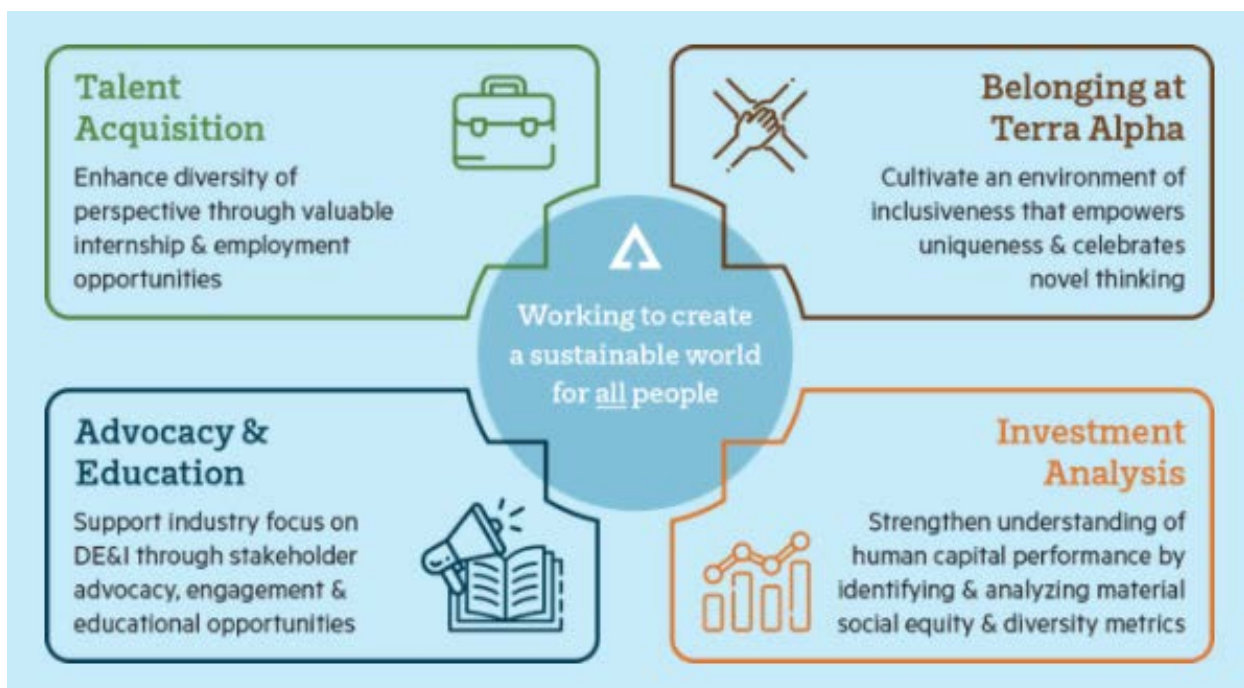 Talent
Acquisition
Enhance diversity of
perspective through valuable
internship & employment
opportunities
Belonging at
Terra Alpha
Cultivate an environment of
inclusiveness that empowers
uniqueness & celebrates
novel thinking
Working to create
a sustainable world
for all people
Advocacy &
Education
Support industry focus on
DE&I through stakeholder
advocacy, engagement &
educational opportunities
Investment
Analysis
Strengthen understanding of
human capital performance by
identifying & analyzing material
social equity & diversity metrics